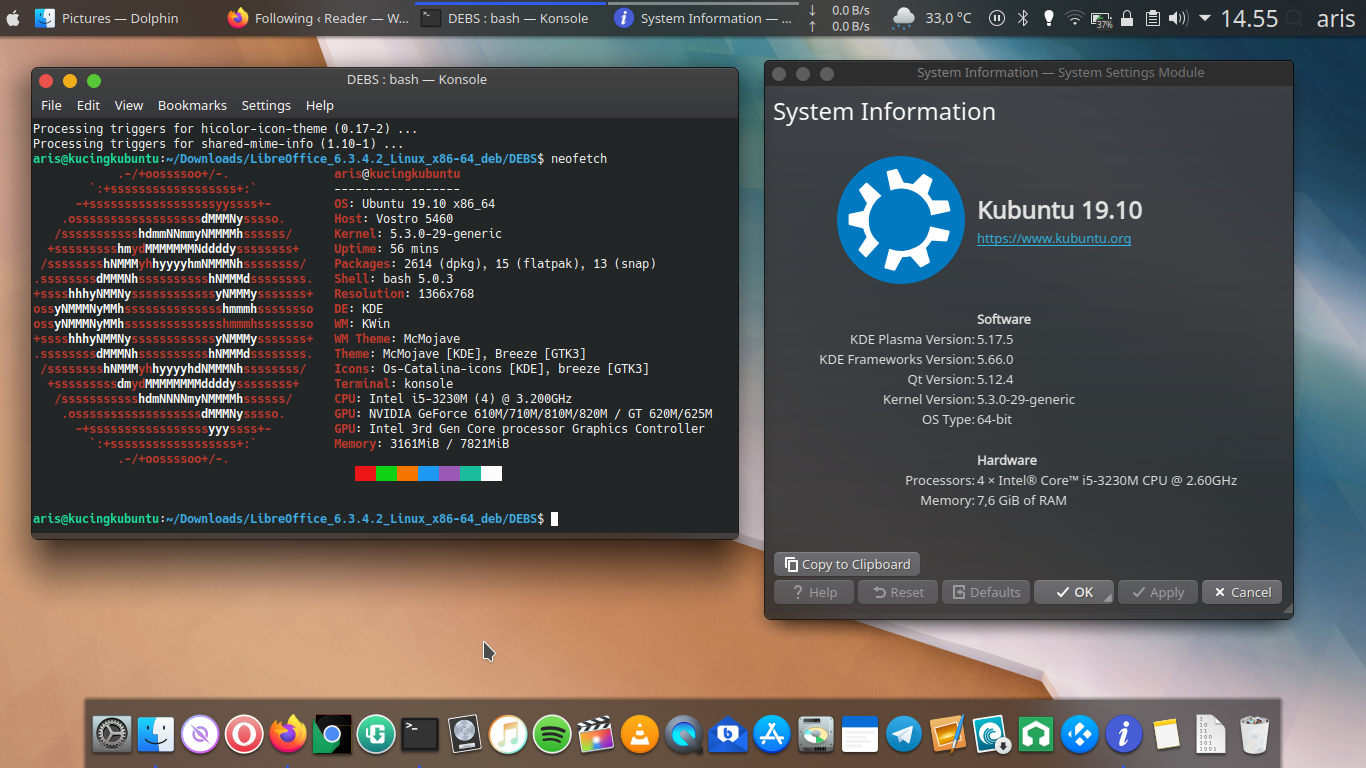 Pictures — Dolphin
Following ‹ Reader — W...
DEBS : bash — Konsole
System Information — ...
↓ 0.0 B/s
↑ 0.0 B/s
33,0 °C
37%
14.55
aris
DEBS : bash — Konsole
File Edit View Bookmarks Settings Help
Processing triggers for hicolor-icon-theme (0.17-2) ...
Processing triggers for shared-mime-info (1.10-1) ...
aris@kucingkubuntu:~/Downloads/LibreOffice_6.3.4.2_Linux_x86-64_deb/DEBS$ neofetch
.-/+oossssoo+/-. aris@kucingkubuntu
`:+ssssssssssssssssss+:` ------------------
-+ssssssssssssssssssyyssss+- OS: Ubuntu 19.10 x86_64
.ossssssssssssssssssdMMMNysssso. Host: Vostro 5460
/ssssssssssshdmmNNmmyNMMMMhssssss/ Kernel: 5.3.0-29-generic
+ssssssssshmydMMMMMMMNddddyssssssss+ Uptime: 56 mins
/sssssssshNMMMyhhyyyyhmNMMMNhssssssss/ Packages: 2614 (dpkg), 15 (flatpak), 13 (snap)
.ssssssssdMMMNhsssssssssshNMMMdssssssss. Shell: bash 5.0.3
+sssshhhyNMMNyssssssssssssyNMMMysssssss+ Resolution: 1366x768
ossyNMMMNyMMhsssssssssssssshmmmhssssssso DE: KDE
ossyNMMMNyMMhsssssssssssssshmmmhssssssso WM: KWin
+sssshhhyNMMNyssssssssssssyNMMMysssssss+ WM Theme: McMojave
.ssssssssdMMMNhsssssssssshNMMMdssssssss. Theme: McMojave [KDE], Breeze [GTK3]
/sssssssshNMMMyhhyyyyhdNMMMNhssssssss/ Icons: Os-Catalina-icons [KDE], breeze [GTK3]
+sssssssssdmydMMMMMMMMddddyssssssss+ Terminal: konsole
/ssssssssssshdmNNNNmyNMMMMhssssss/ CPU: Intel i5-3230M (4) @ 3.200GHz
.ossssssssssssssssssdMMMNysssso. GPU: NVIDIA GeForce 610M/710M/810M/820M / GT 620M/625M
-+sssssssssssssssssyyyssss+- GPU: Intel 3rd Gen Core processor Graphics Controller
`:+ssssssssssssssssss+:` Memory: 3161MiB / 7821MiB
.-/+oossssoo+/-.
aris@kucingkubuntu:~/Downloads/LibreOffice_6.3.4.2_Linux_x86-64_deb/DEBS$
System Information — System Settings Module
System Information
Kubuntu 19.10
https://www.kubuntu.org
Software
KDE Plasma Version: 5.17.5
KDE Frameworks Version: 5.66.0
Qt Version: 5.12.4
Kernel Version: 5.3.0-29-generic
OS Type: 64-bit
Hardware
Processors: 4 × Intel® Core™ i5-3230M CPU @ 2.60GHz
Memory: 7,6 GiB of RAM
Copy to Clipboard
Help Reset Defaults OK Apply Cancel